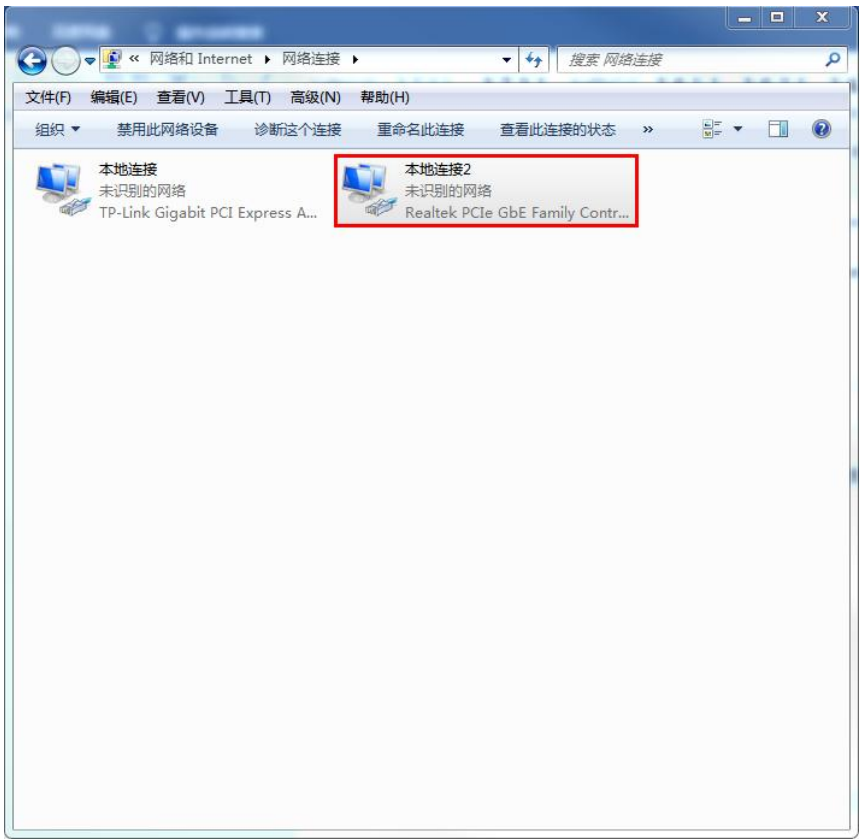 « 网络和 Internet ▸ 网络连接 ▸ 搜索 网络连接
文件(F) 编辑(E) 查看(V) 工具(T) 高级(N) 帮助(H)
组织 ▼ 禁用此网络设备 诊断这个连接 重命名此连接 查看此连接的状态 »
本地连接
未识别的网络
TP-Link Gigabit PCI Express A...
本地连接2
未识别的网络
Realtek PCIe GbE Family Contr...